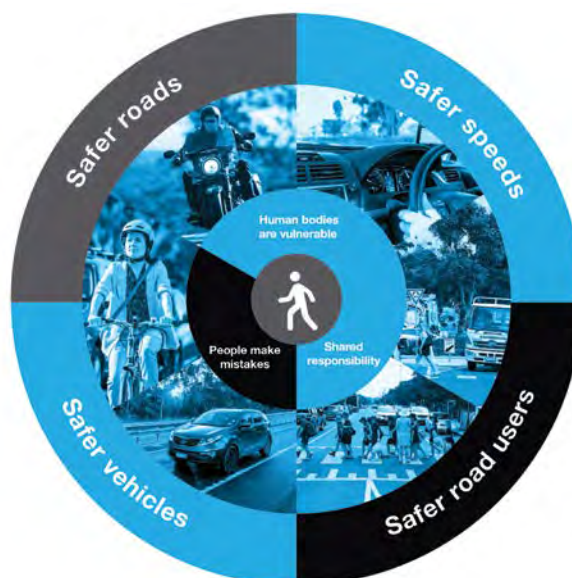 Safer roads
Safer speeds
Human bodies
are vulnerable
People make
mistakes
Shared
responsibility
Safer vehicles
Safer road users